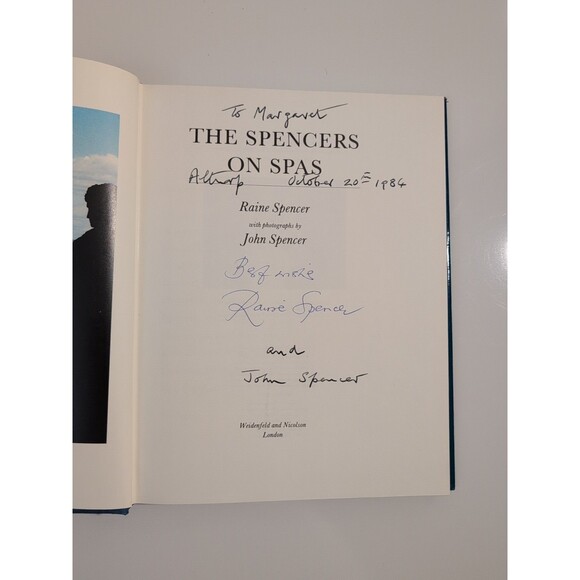 To Margaret
THE SPENCERS
ON SPAS
Althorp October 20TH 1984
Raine Spencer
with photographs by
John Spencer
Best wishes
Raine Spencer
and
John Spencer
Weidenfeld and Nicolson
London